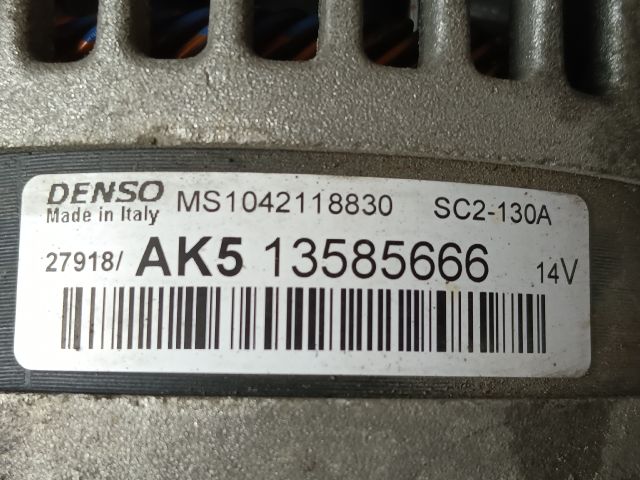 DENSO MS1042118830 SC2-130A
Made in Italy
27918/ AK5 13585666 14V